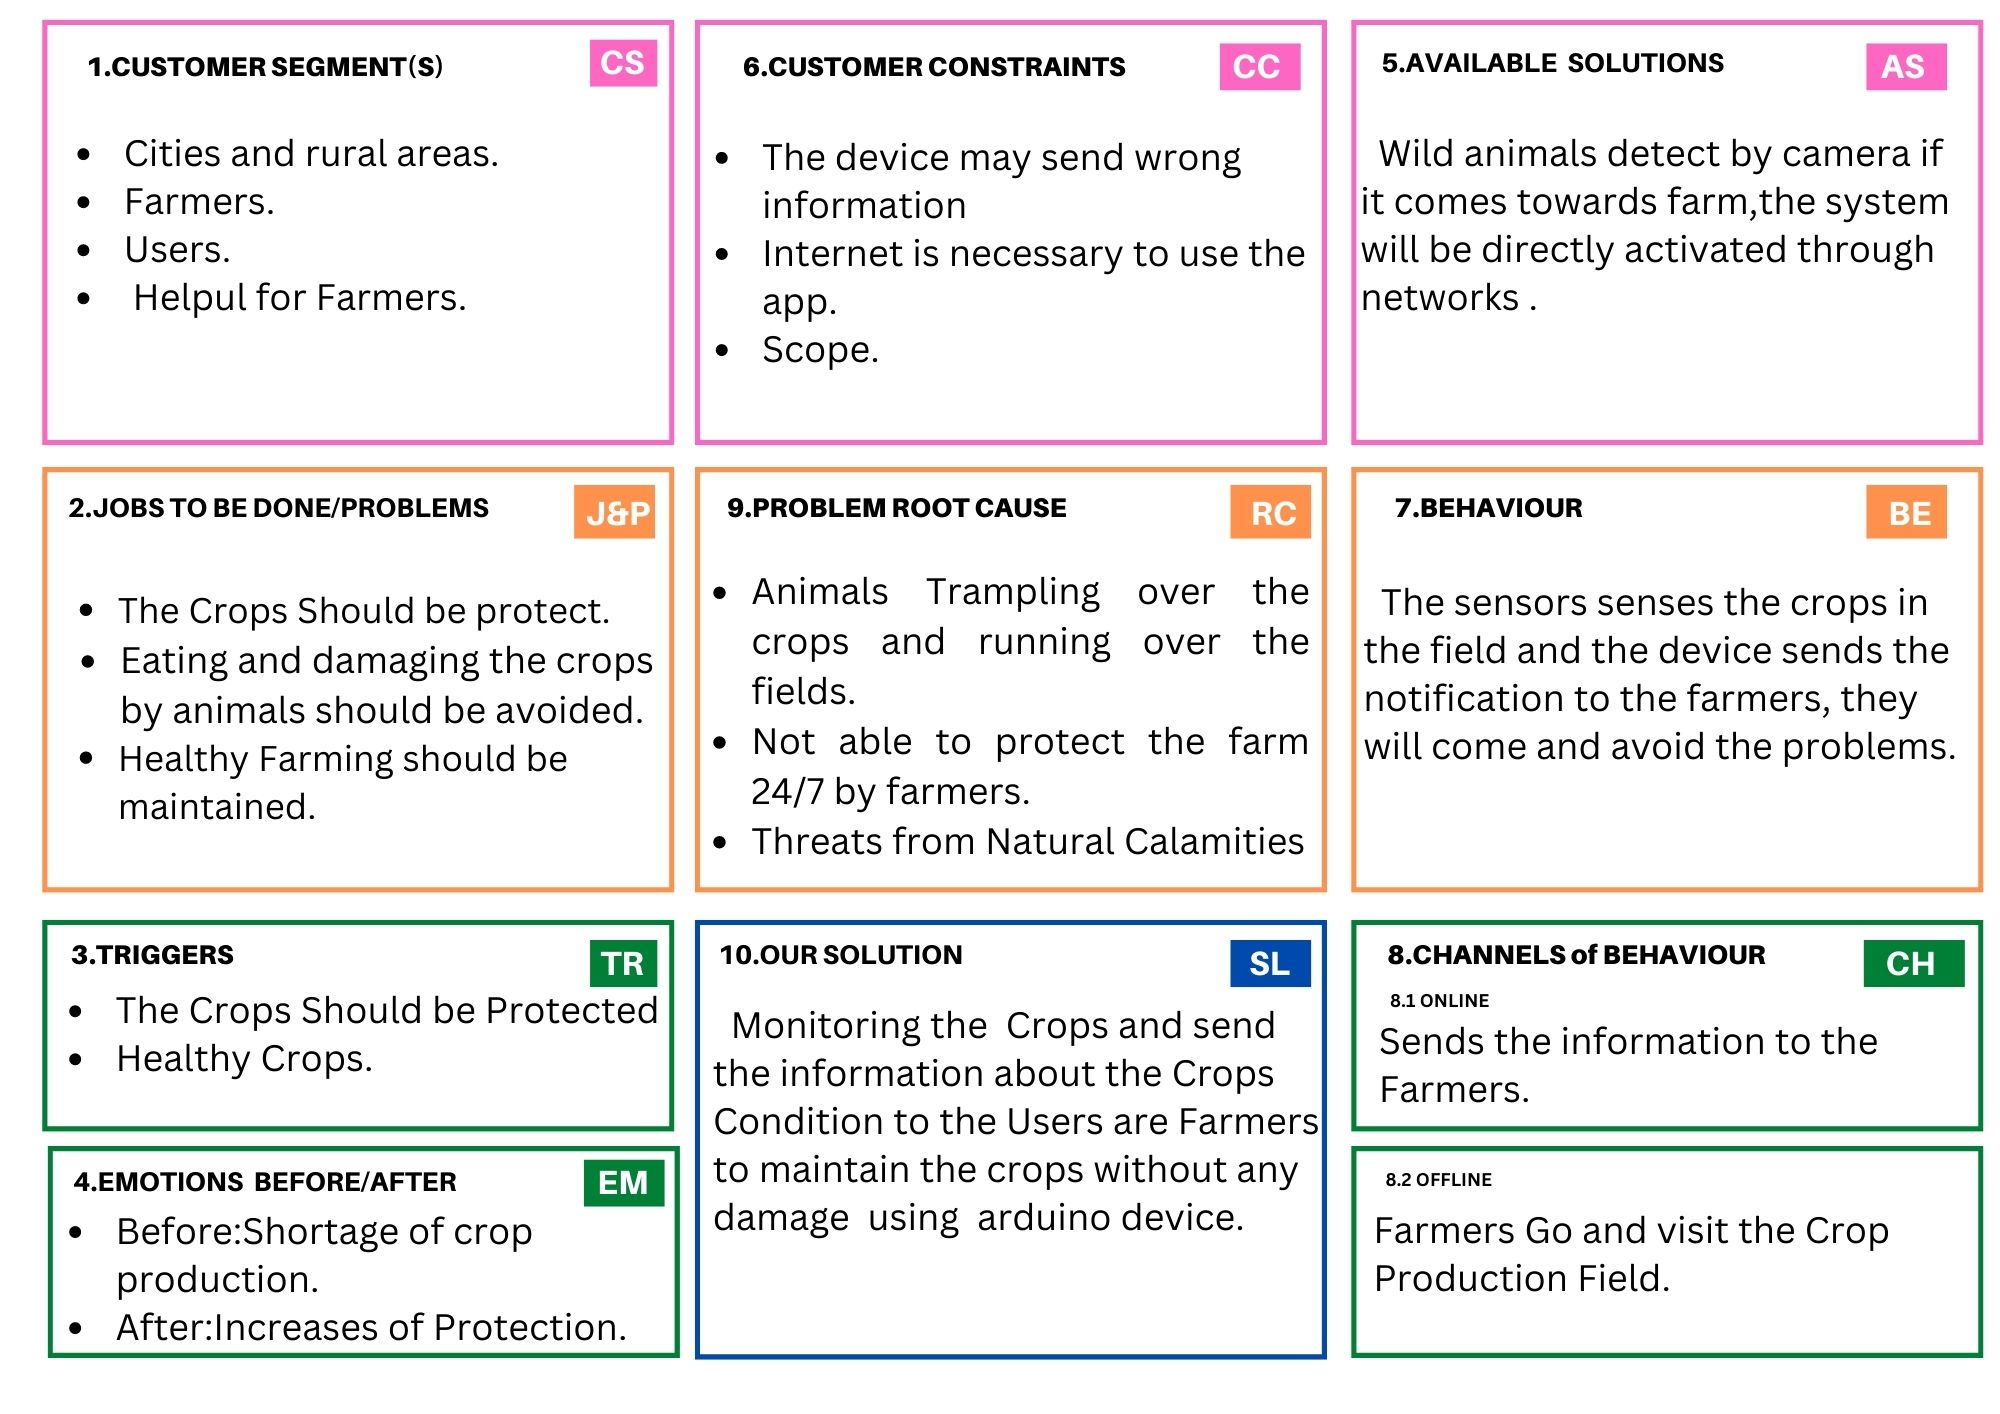 1.CUSTOMER SEGMENT(S)
CS
Cities and rural areas.
Farmers.
Users.
Helpul for Farmers.
6.CUSTOMER CONSTRAINTS
CC
The device may send wrong
information
Internet is necessary to use the
app.
Scope.
5.AVAILABLE SOLUTIONS
AS
Wild animals detect by camera if
it comes towards farm,the system
will be directly activated through
networks .
2.JOBS TO BE DONE/PROBLEMS
J&P
The Crops Should be protect.
Eating and damaging the crops
by animals should be avoided.
Healthy Farming should be
maintained.
9.PROBLEM ROOT CAUSE
RC
Animals Trampling over the
crops and running over the
fields.
Not able to protect the farm
24/7 by farmers.
Threats from Natural Calamities
7.BEHAVIOUR
BE
The sensors senses the crops in
the field and the device sends the
notification to the farmers, they
will come and avoid the problems.
3.TRIGGERS
TR
The Crops Should be Protected
Healthy Crops.
4.EMOTIONS BEFORE/AFTER
EM
Before:Shortage of crop
production.
After:Increases of Protection.
10.OUR SOLUTION
SL
Monitoring the Crops and send
the information about the Crops
Condition to the Users are Farmers
to maintain the crops without any
damage using arduino device.
8.CHANNELS of BEHAVIOUR
CH
8.1 ONLINE
Sends the information to the
Farmers.
8.2 OFFLINE
Farmers Go and visit the Crop
Production Field.